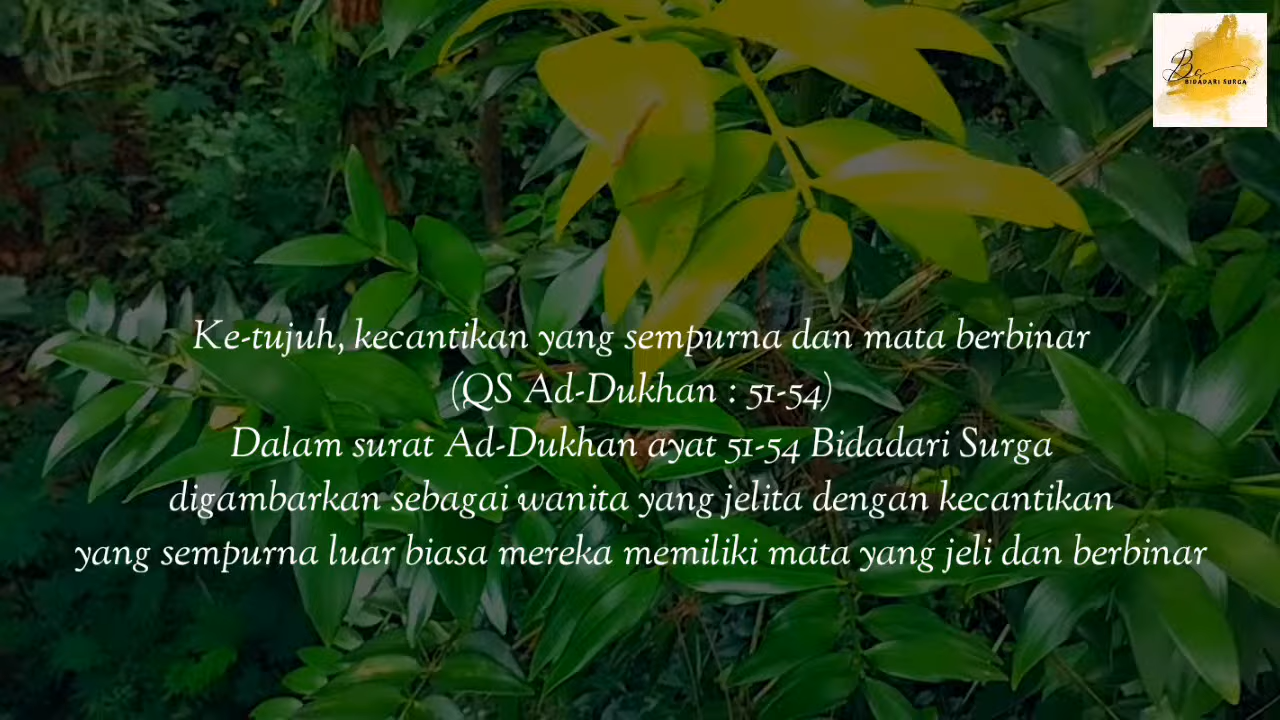 Bs
BIDADARI SURGA
Ke-tujuh, kecantikan yang sempurna dan mata berbinar
(QS Ad-Dukhan : 51-54)
Dalam surat Ad-Dukhan ayat 51-54 Bidadari Surga
digambarkan sebagai wanita yang jelita dengan kecantikan
yang sempurna luar biasa mereka memiliki mata yang jeli dan berbinar